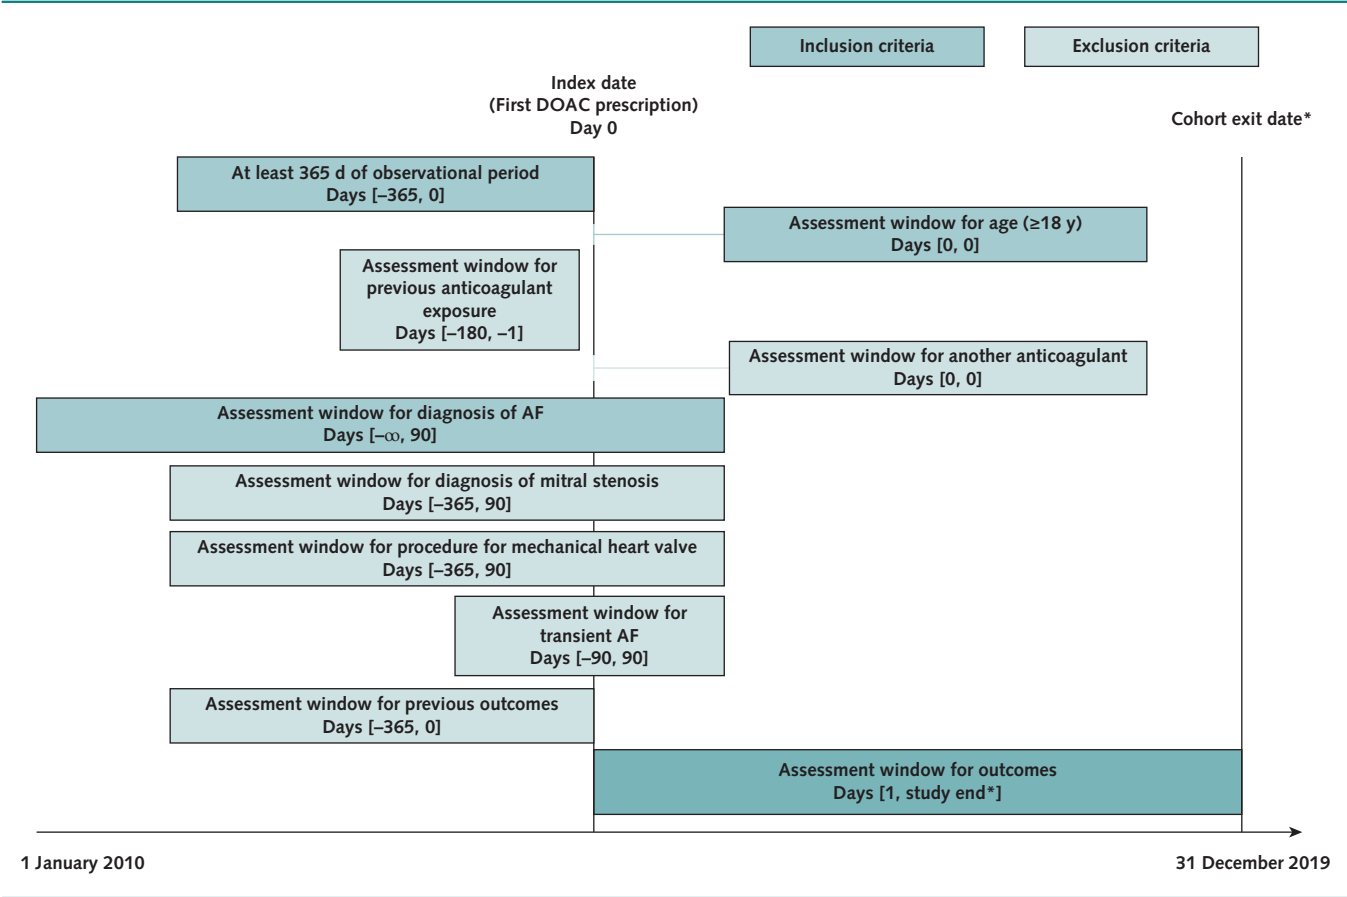 Inclusion criteria
Exclusion criteria
Index date
(First DOAC prescription)
Day 0
Cohort exit date*
At least 365 d of observational period
Days [–365, 0]
Assessment window for age (≥18 y)
Days [0, 0]
Assessment window for
previous anticoagulant
exposure
Days [–180, –1]
Assessment window for another anticoagulant
Days [0, 0]
Assessment window for diagnosis of AF
Days [–∞, 90]
Assessment window for diagnosis of mitral stenosis
Days [–365, 90]
Assessment window for procedure for mechanical heart valve
Days [–365, 90]
Assessment window for
transient AF
Days [–90, 90]
Assessment window for previous outcomes
Days [–365, 0]
Assessment window for outcomes
Days [1, study end*]
1 January 2010
31 December 2019